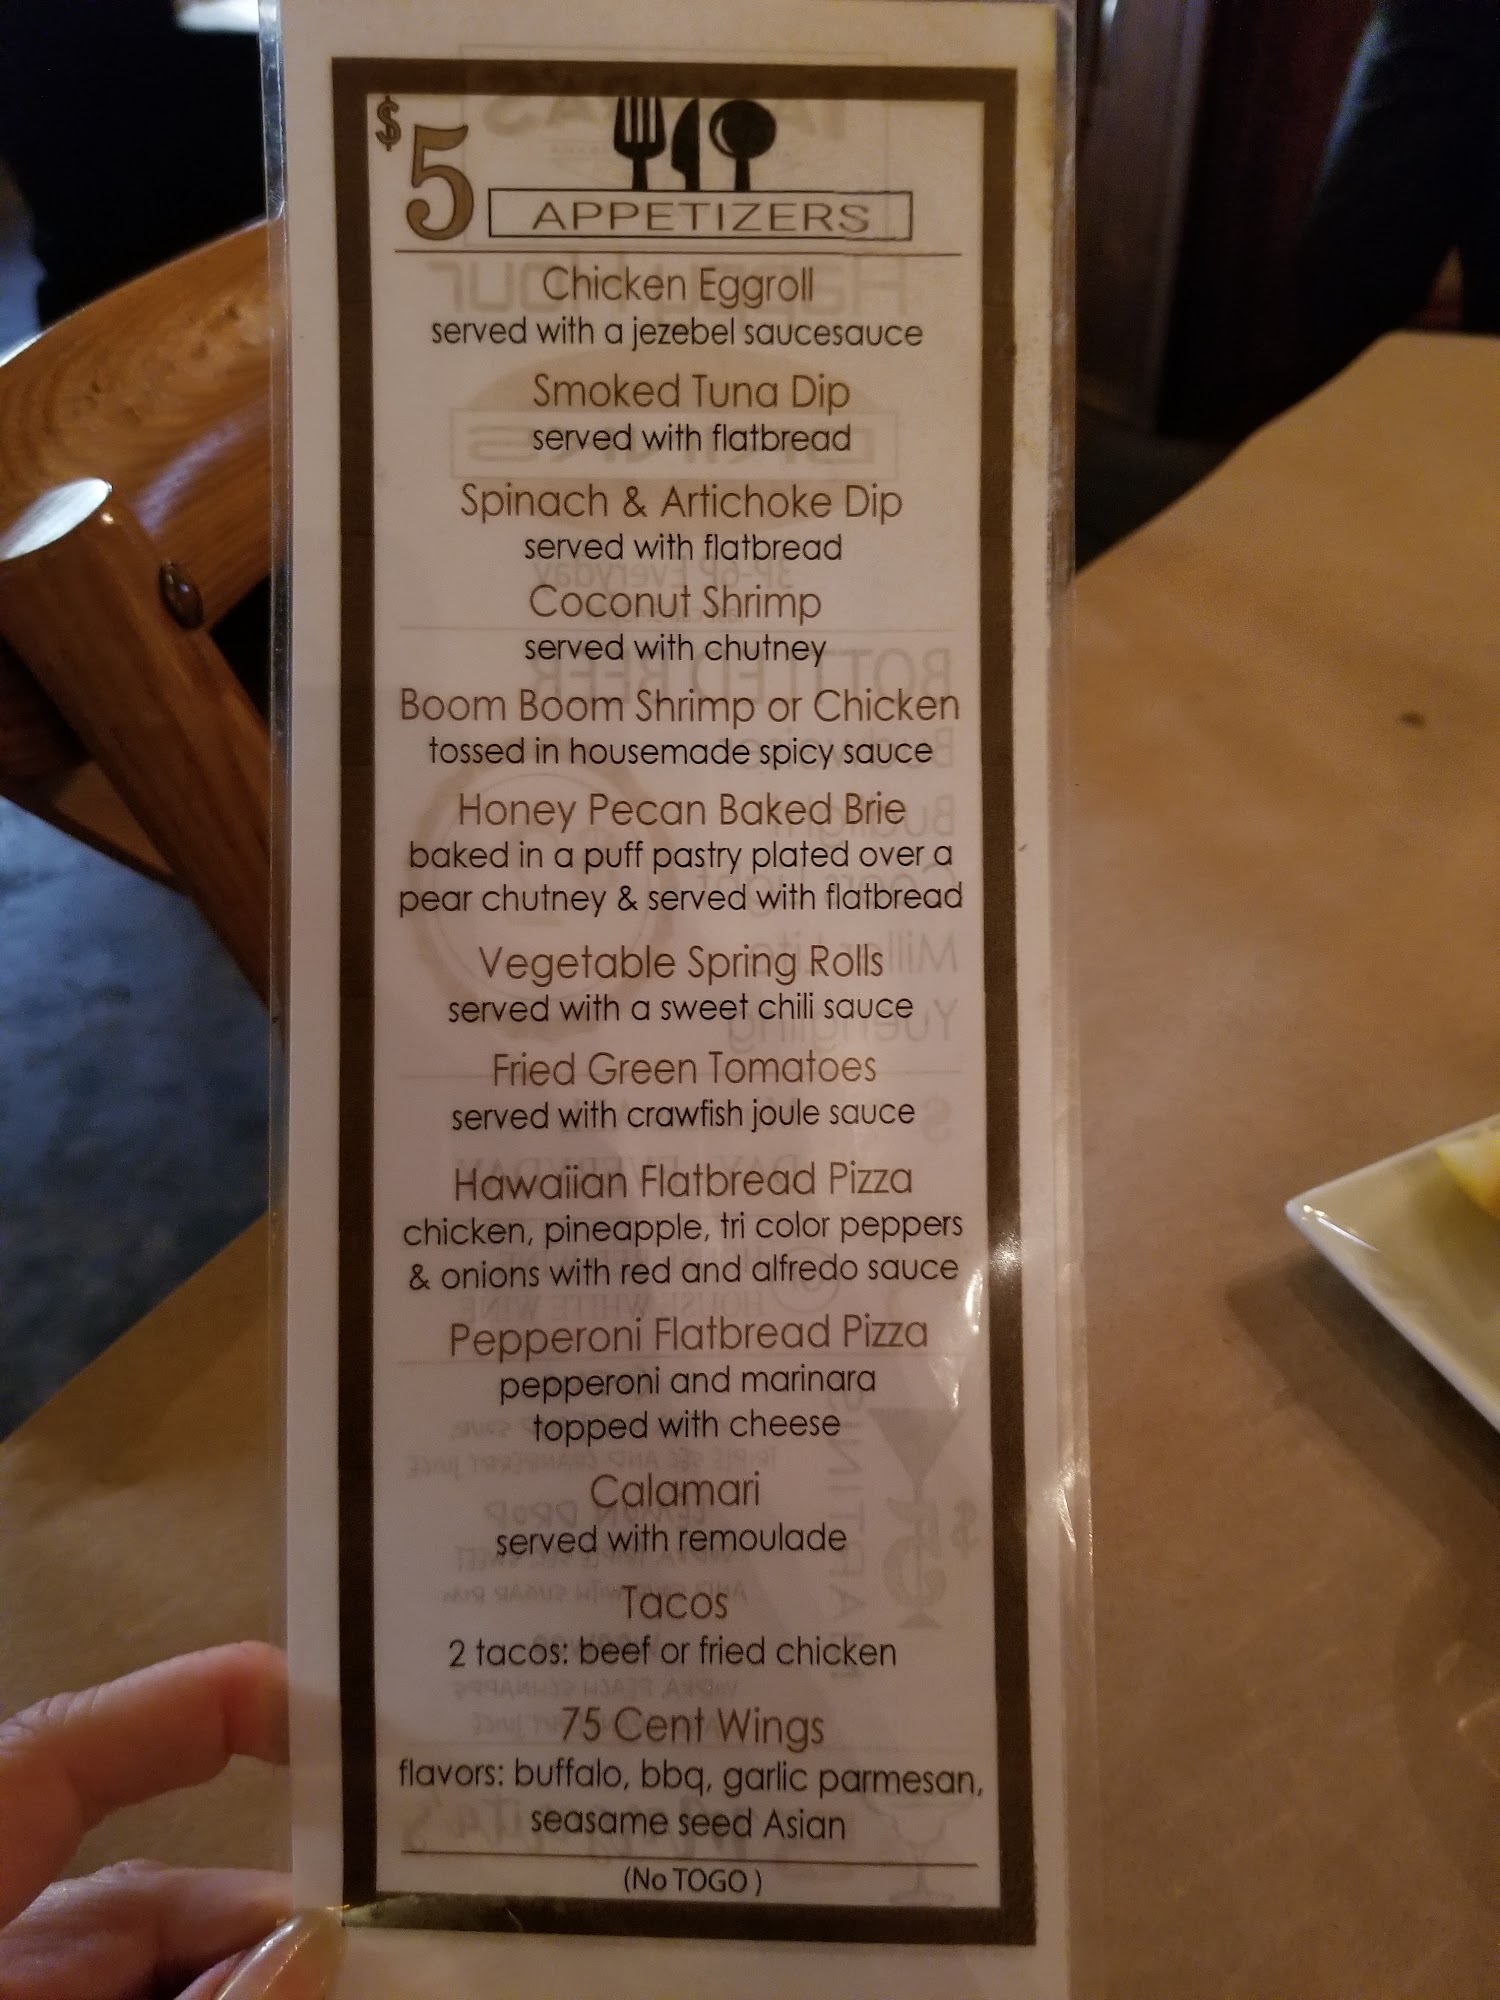 $5
APPETIZERS
Chicken Eggroll
served with a jezebel saucesauce
Smoked Tuna Dip
served with flatbread
Spinach & Artichoke Dip
served with flatbread
Coconut Shrimp
served with chutney
Boom Boom Shrimp or Chicken
tossed in housemade spicy sauce
Honey Pecan Baked Brie
baked in a puff pastry plated over a
pear chutney & served with flatbread
Vegetable Spring Rolls
served with a sweet chili sauce
Fried Green Tomatoes
served with crawfish joule sauce
Hawaiian Flatbread Pizza
chicken, pineapple, tri color peppers
& onions with red and alfredo sauce
Pepperoni Flatbread Pizza
pepperoni and marinara
topped with cheese
Calamari
served with remoulade
Tacos
2 tacos: beef or fried chicken
75 Cent Wings
flavors: buffalo, bbq, garlic parmesan,
seasame seed Asian
(No TOGO )